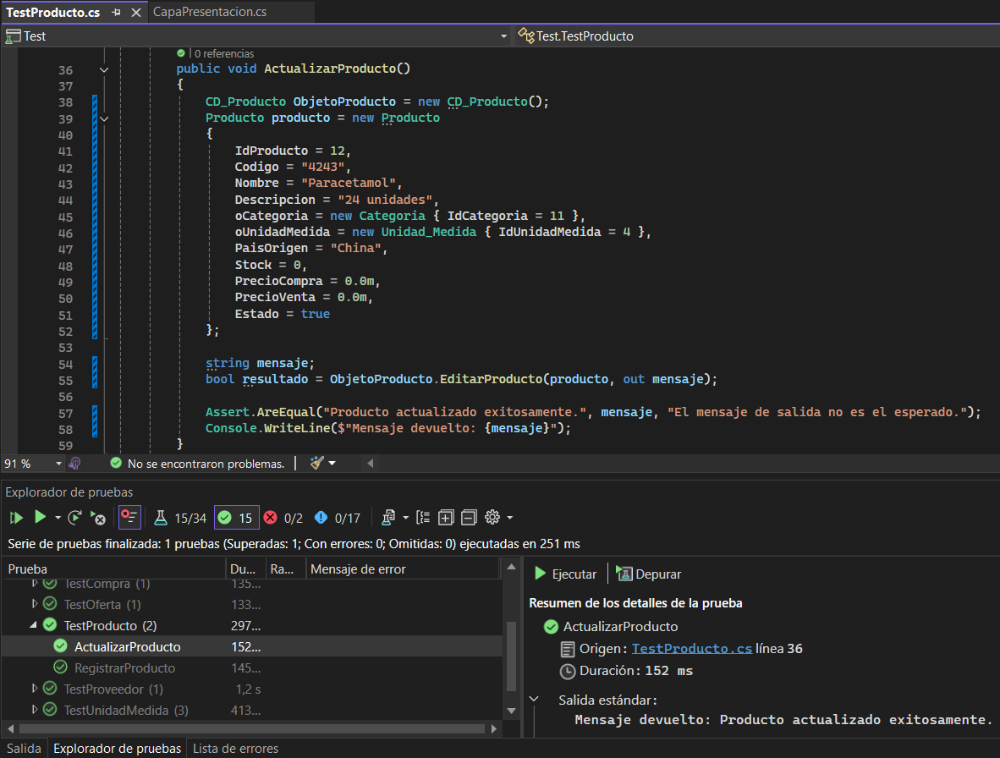 TestProducto.cs
CapaPresentacion.cs
Test
Test.TestProducto
0 referencias
36 public void ActualizarProducto()
37 {
38 CD_Producto ObjetoProducto = new CD_Producto();
39 Producto producto = new Producto
40 {
41 IdProducto = 12,
42 Codigo = "4243",
43 Nombre = "Paracetamol",
44 Descripcion = "24 unidades",
45 oCategoria = new Categoria { IdCategoria = 11 },
46 oUnidadMedida = new Unidad_Medida { IdUnidadMedida = 4 },
47 PaisOrigen = "China",
48 Stock = 0,
49 PrecioCompra = 0.0m,
50 PrecioVenta = 0.0m,
51 Estado = true
52 };
53
54 string mensaje;
55 bool resultado = ObjetoProducto.EditarProducto(producto, out mensaje);
56
57 Assert.AreEqual("Producto actualizado exitosamente.", mensaje, "El mensaje de salida no es el esperado.");
58 Console.WriteLine($"Mensaje devuelto: {mensaje}");
59 }
91 % No se encontraron problemas.
Explorador de pruebas
15/34 15 0/2 0/17
Serie de pruebas finalizada: 1 pruebas (Superadas: 1; Con errores: 0; Omitidas: 0) ejecutadas en 251 ms
Prueba Du... Ra... Mensaje de error
TestCompra (1) 135...
TestOferta (1) 133...
TestProducto (2) 297...
ActualizarProducto 152...
RegistrarProducto 145...
TestProveedor (1) 1,2 s
TestUnidadMedida (3) 413...
Ejecutar Depurar
Resumen de los detalles de la prueba
ActualizarProducto
Origen: TestProducto.cs línea 36
Duración: 152 ms
Salida estándar:
Mensaje devuelto: Producto actualizado exitosamente.
Salida Explorador de pruebas Lista de errores